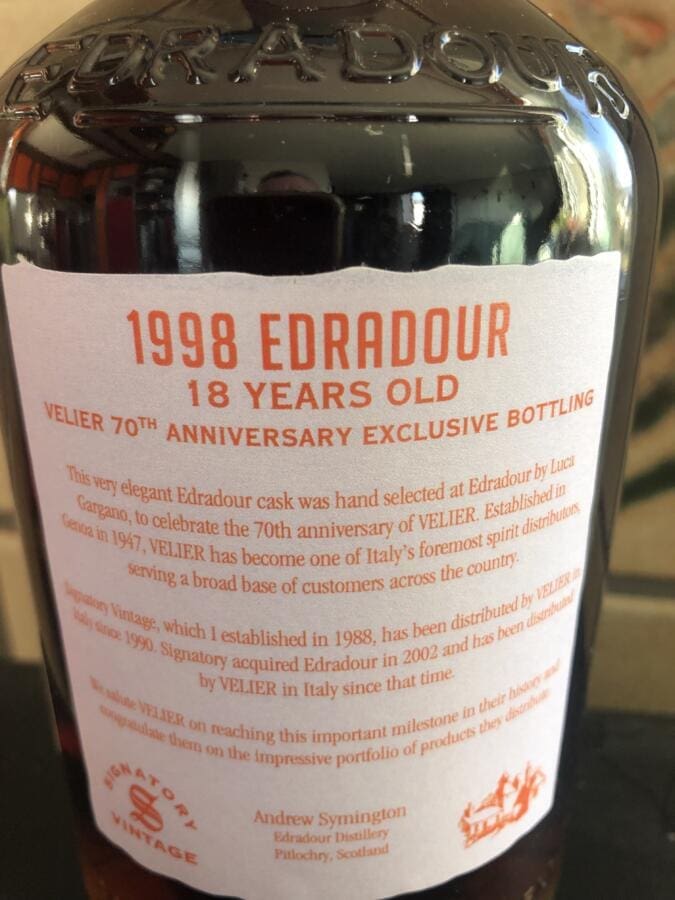 EDRADOUR
1998 EDRADOUR
18 YEARS OLD
VELIER 70TH ANNIVERSARY EXCLUSIVE BOTTLING
This very elegant Edradour cask was hand selected at Edradour by Luca
Gargano, to celebrate the 70th anniversary of VELIER. Established in
Genoa in 1947, VELIER has become one of Italy's foremost spirit distributors,
serving a broad base of customers across the country.
Signatory Vintage, which I established in 1988, has been distributed by VELIER in
Italy since 1990. Signatory acquired Edradour in 2002 and has been distributed
by VELIER in Italy since that time.
We salute VELIER on reaching this important milestone in their history and
congratulate them on the impressive portfolio of products they distribute.
SIGNATORY
S
VINTAGE
Andrew Symington
Edradour Distillery
Pitlochry, Scotland